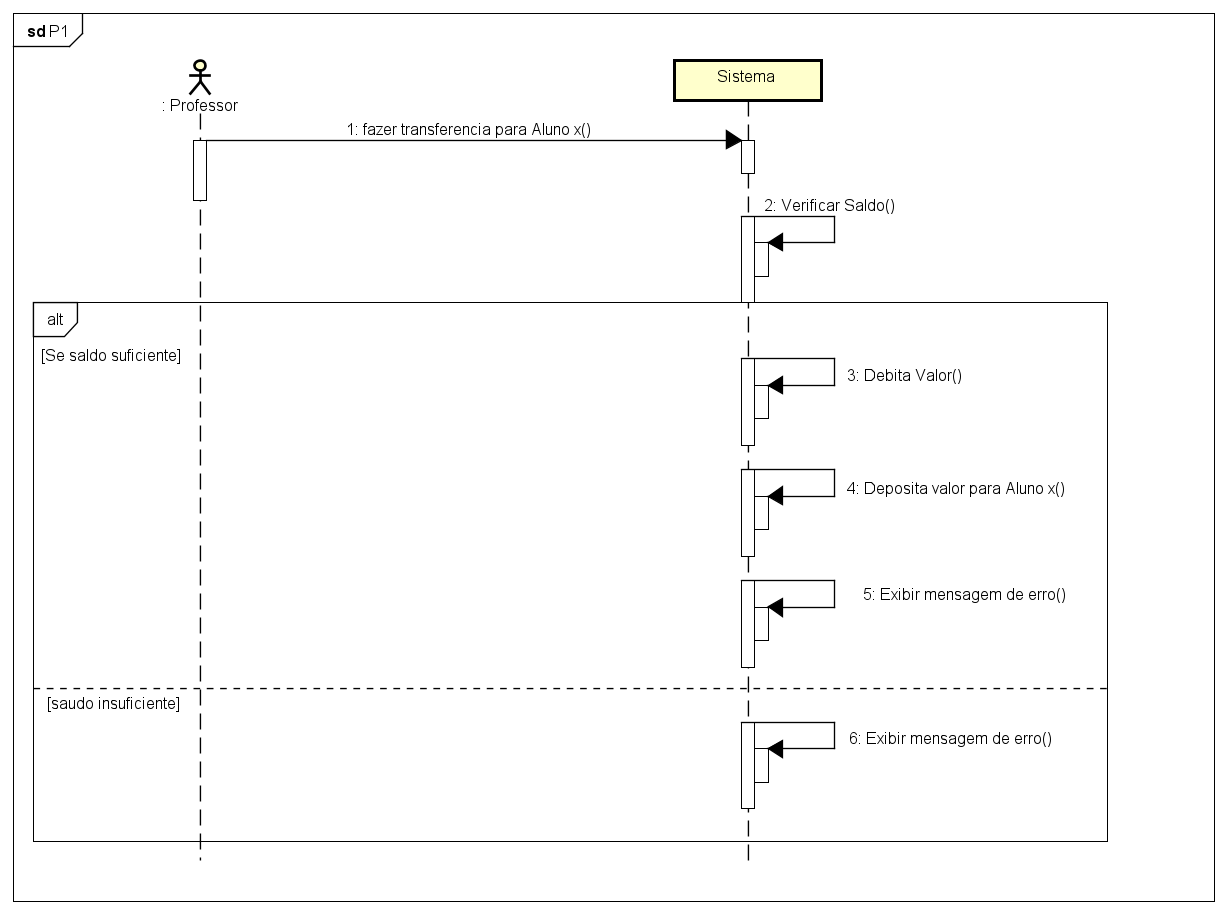 sd P1
: Professor
Sistema
1: fazer transferencia para Aluno x()
2: Verificar Saldo()
alt
[Se saldo suficiente]
3: Debita Valor()
4: Deposita valor para Aluno x()
5: Exibir mensagem de erro()
[saudo insuficiente]
6: Exibir mensagem de erro()